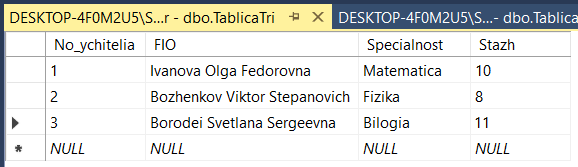 DESKTOP-4F0M2U5\S...r - dbo.TablicaTri DESKTOP-4F0M2U5\S...- dbo.Tablica
No_ychitelia FIO Specialnost Stazh
1 Ivanova Olga Fedorovna Matematica 10
2 Bozhenkov Viktor Stepanovich Fizika 8
3 Borodei Svetlana Sergeevna Bilogia 11
NULL NULL NULL NULL